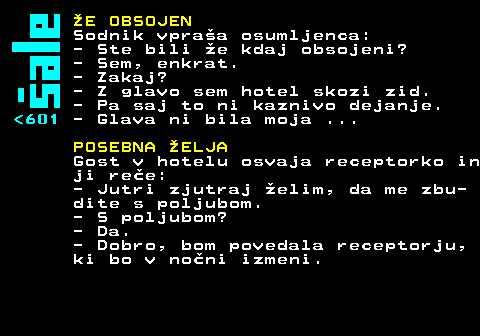 šale
<601
ŽE OBSOJEN
Sodnik vpraša osumljenca:
- Ste bili že kdaj obsojeni?
- Sem, enkrat.
- Zakaj?
- Z glavo sem hotel skozi zid.
- Pa saj to ni kaznivo dejanje.
- Glava ni bila moja ...
POSEBNA ŽELJA
Gost v hotelu osvaja receptorko in
ji reče:
- Jutri zjutraj želim, da me zbu-
dite s poljubom.
- S poljubom?
- Da.
- Dobro, bom povedala receptorju,
ki bo v nočni izmeni.